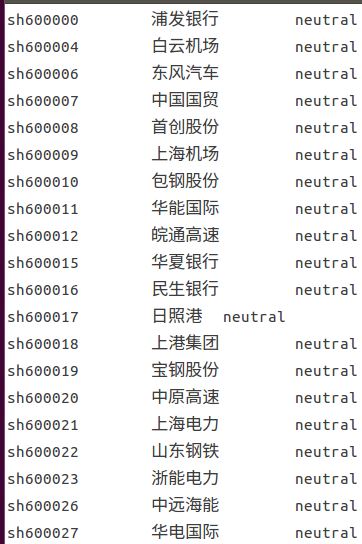 sh600000 浦发银行 neutral
sh600004 白云机场 neutral
sh600006 东风汽车 neutral
sh600007 中国国贸 neutral
sh600008 首创股份 neutral
sh600009 上海机场 neutral
sh600010 包钢股份 neutral
sh600011 华能国际 neutral
sh600012 皖通高速 neutral
sh600015 华夏银行 neutral
sh600016 民生银行 neutral
sh600017 日照港 neutral
sh600018 上港集团 neutral
sh600019 宝钢股份 neutral
sh600020 中原高速 neutral
sh600021 上海电力 neutral
sh600022 山东钢铁 neutral
sh600023 浙能电力 neutral
sh600026 中远海能 neutral
sh600027 华电国际 neutral